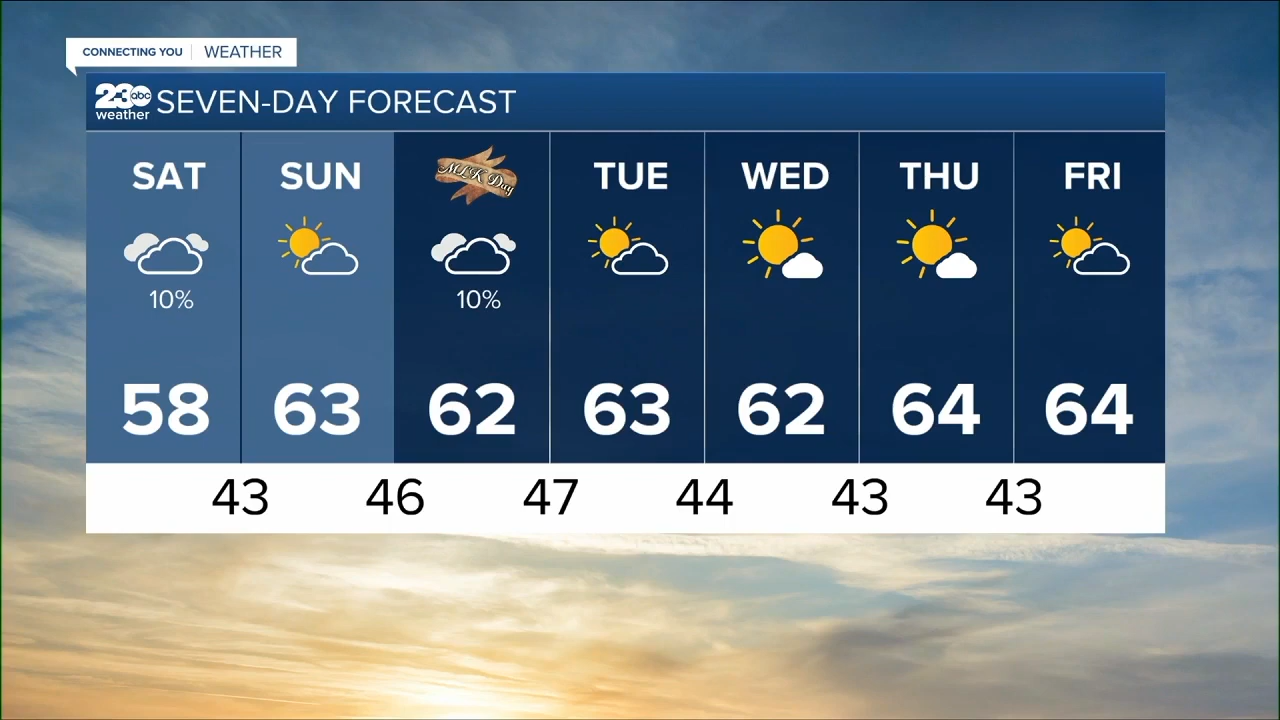 CONNECTING YOU | WEATHER
23 abc
weather
SEVEN-DAY FORECAST
SAT SUN MLK Day TUE WED THU FRI
10% 10%
58 63 62 63 62 64 64
43 46 47 44 43 43